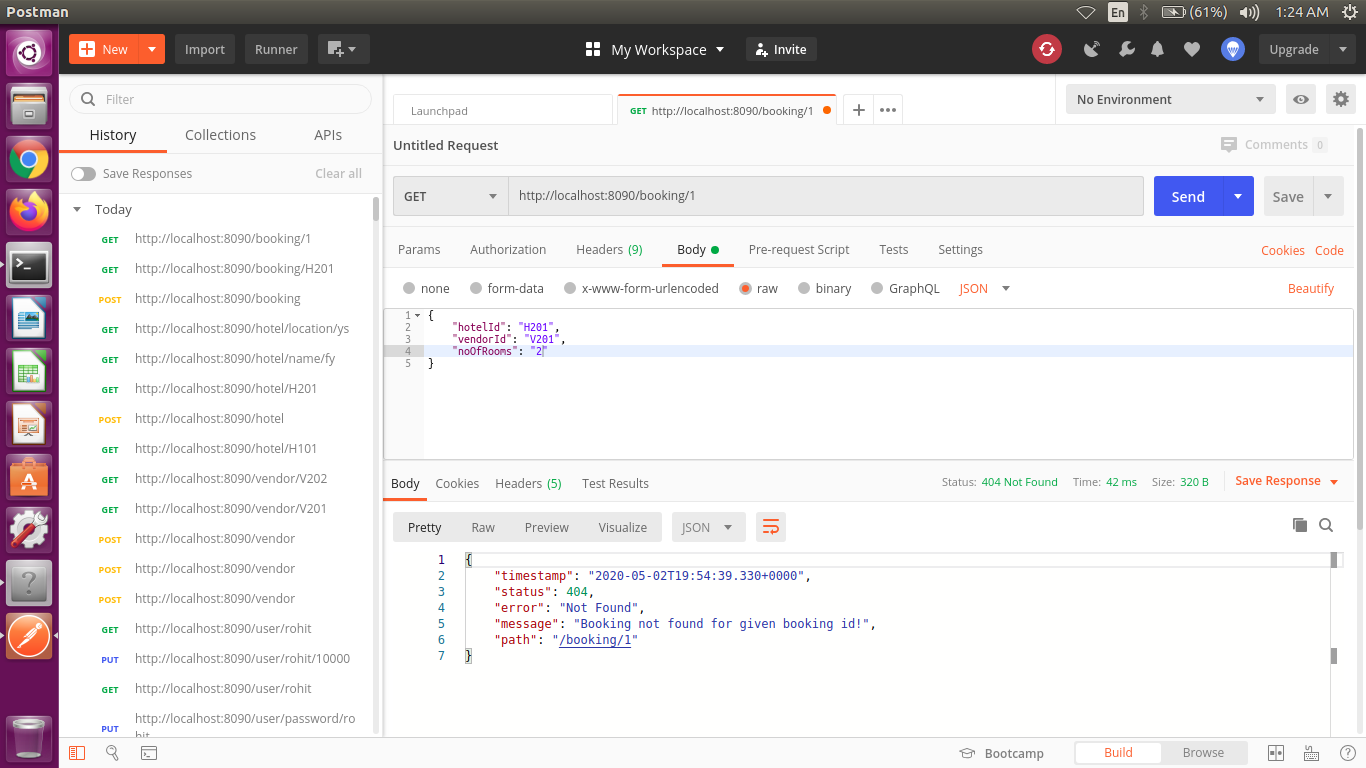 Postman
En
(61%)
1:24 AM
New
Import
Runner
My Workspace
Invite
Upgrade
Filter
History
Collections
APIs
Save Responses
Clear all
Today
GET http://localhost:8090/booking/1
GET http://localhost:8090/booking/H201
POST http://localhost:8090/booking
GET http://localhost:8090/hotel/location/ys
GET http://localhost:8090/hotel/name/fy
GET http://localhost:8090/hotel/H201
POST http://localhost:8090/hotel
GET http://localhost:8090/hotel/H101
GET http://localhost:8090/vendor/V202
GET http://localhost:8090/vendor/V201
POST http://localhost:8090/vendor
POST http://localhost:8090/vendor
POST http://localhost:8090/vendor
GET http://localhost:8090/user/rohit
PUT http://localhost:8090/user/rohit/10000
GET http://localhost:8090/user/rohit
PUT http://localhost:8090/user/password/ro
hit
Launchpad
GET http://localhost:8090/booking/1
No Environment
Untitled Request
Comments 0
GET
http://localhost:8090/booking/1
Send
Save
Params
Authorization
Headers (9)
Body
Pre-request Script
Tests
Settings
Cookies
Code
none
form-data
x-www-form-urlencoded
raw
binary
GraphQL
JSON
Beautify
1 {
2 "hotelId": "H201",
3 "vendorId": "V201",
4 "noOfRooms": "2"
5 }
Body
Cookies
Headers (5)
Test Results
Status: 404 Not Found
Time: 42 ms
Size: 320 B
Save Response
Pretty
Raw
Preview
Visualize
JSON
1 {
2 "timestamp": "2020-05-02T19:54:39.330+0000",
3 "status": 404,
4 "error": "Not Found",
5 "message": "Booking not found for given booking id!",
6 "path": "/booking/1"
7 }
Bootcamp
Build
Browse